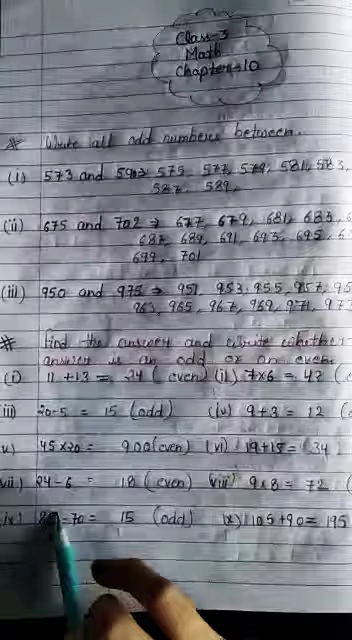 Class-3
Math
Chapter-10
* Write all odd numbers between.
(i) 573 and 590 → 575, 577, 579, 581, 583,
587, 589.
(ii) 675 and 702 → 677, 679, 681, 683,
687, 689, 691, 693, 695,
699, 701
(iii) 950 and 975 → 951, 953, 955, 957,
963, 965, 967, 969, 971, 97
* Find the answer and write whether
answer is an odd or an even.
(i) 11 + 13 = 24 (even) (ii) 7×6 = 42 (
iii) 20-5 = 15 (odd) (iv) 9 + 3 = 12 (
v) 45×20 = 900 (even) (vi) 19+15 = 34
vii) 24-6 = 18 (even) (viii) 9×8 = 72 (
(ix) -70 = 15 (odd) (x) 105+90 = 195